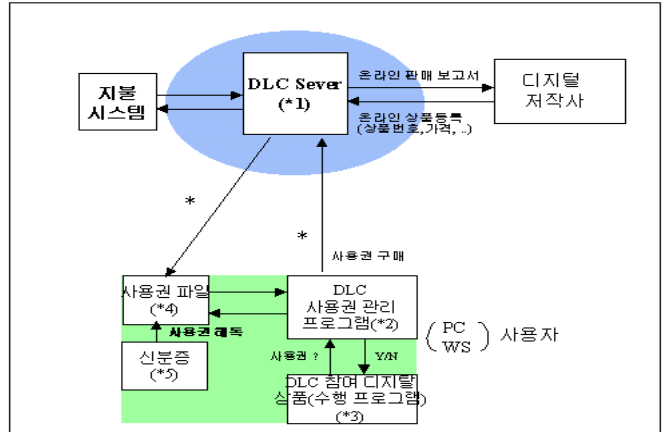 지불
시스템
DLC Sever
(*1)
온라인 판매 보고서
온라인 상품등록
(상품번호,가격,..)
디지털
저작사
*
*
사용권 구매
사용권 파일
(*4)
사용권 해독
신분증
(*5)
DLC
사용권 관리
프로그램(*2)
사용권 ?
Y/N
DLC 참여 디지탈
상품(수행 프로그램)
(*3)
( PC ) 사용자
WS